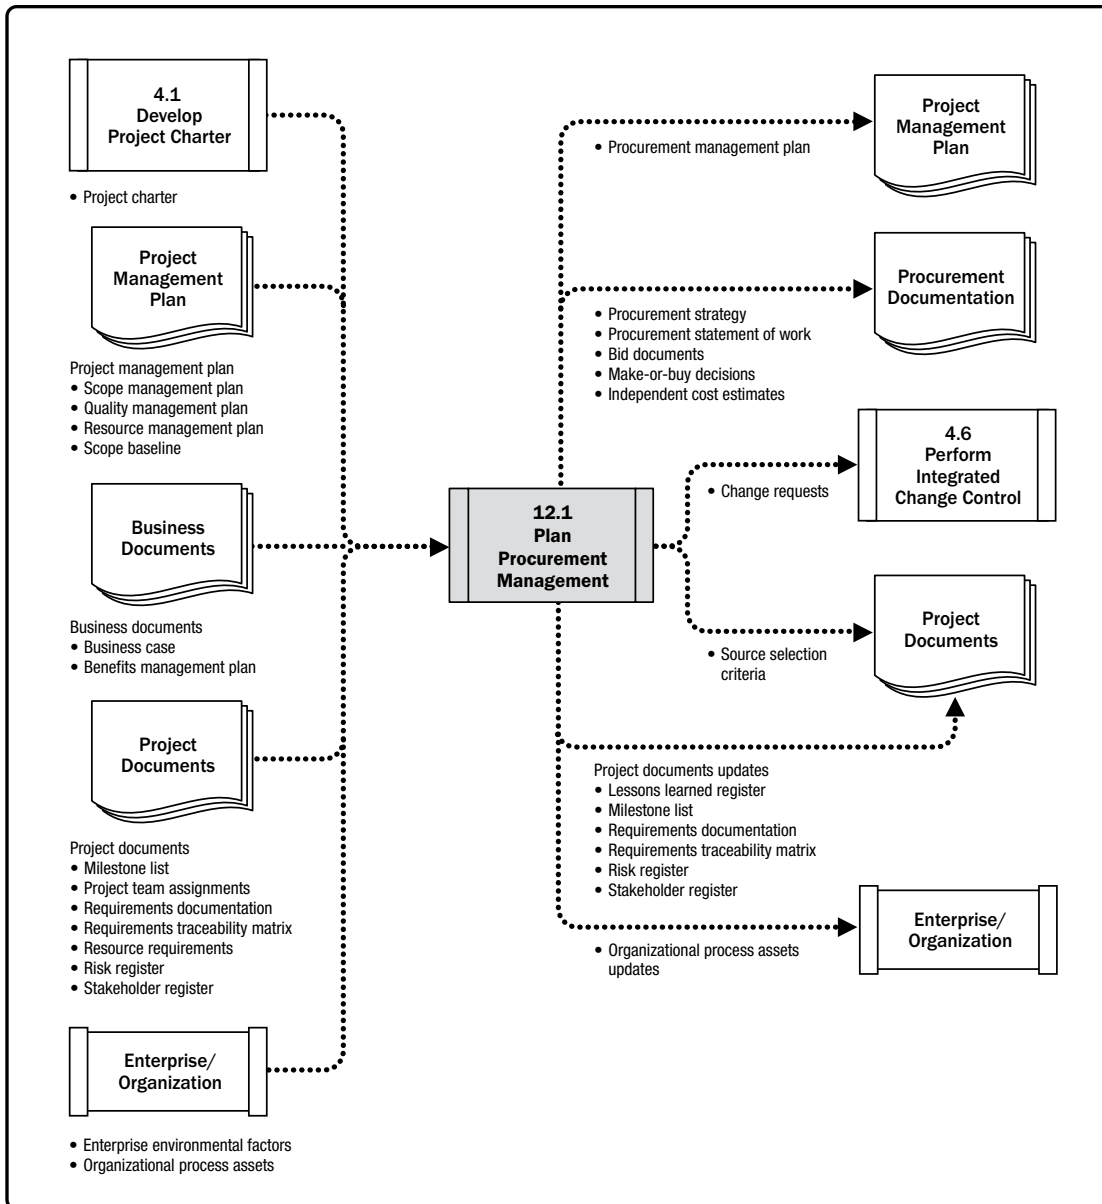 4.1
Develop
Project Charter
• Project charter
Project
Management
Plan
Project management plan
• Scope management plan
• Quality management plan
• Resource management plan
• Scope baseline
Business
Documents
Business documents
• Business case
• Benefits management plan
Project
Documents
Project documents
• Milestone list
• Project team assignments
• Requirements documentation
• Requirements traceability matrix
• Resource requirements
• Risk register
• Stakeholder register
Enterprise/
Organization
• Enterprise environmental factors
• Organizational process assets
12.1
Plan
Procurement
Management
• Procurement management plan
Project
Management
Plan
• Procurement strategy
• Procurement statement of work
• Bid documents
• Make-or-buy decisions
• Independent cost estimates
Procurement
Documentation
• Change requests
4.6
Perform
Integrated
Change Control
• Source selection
criteria
Project
Documents
Project documents updates
• Lessons learned register
• Milestone list
• Requirements documentation
• Requirements traceability matrix
• Risk register
• Stakeholder register
• Organizational process assets
updates
Enterprise/
Organization